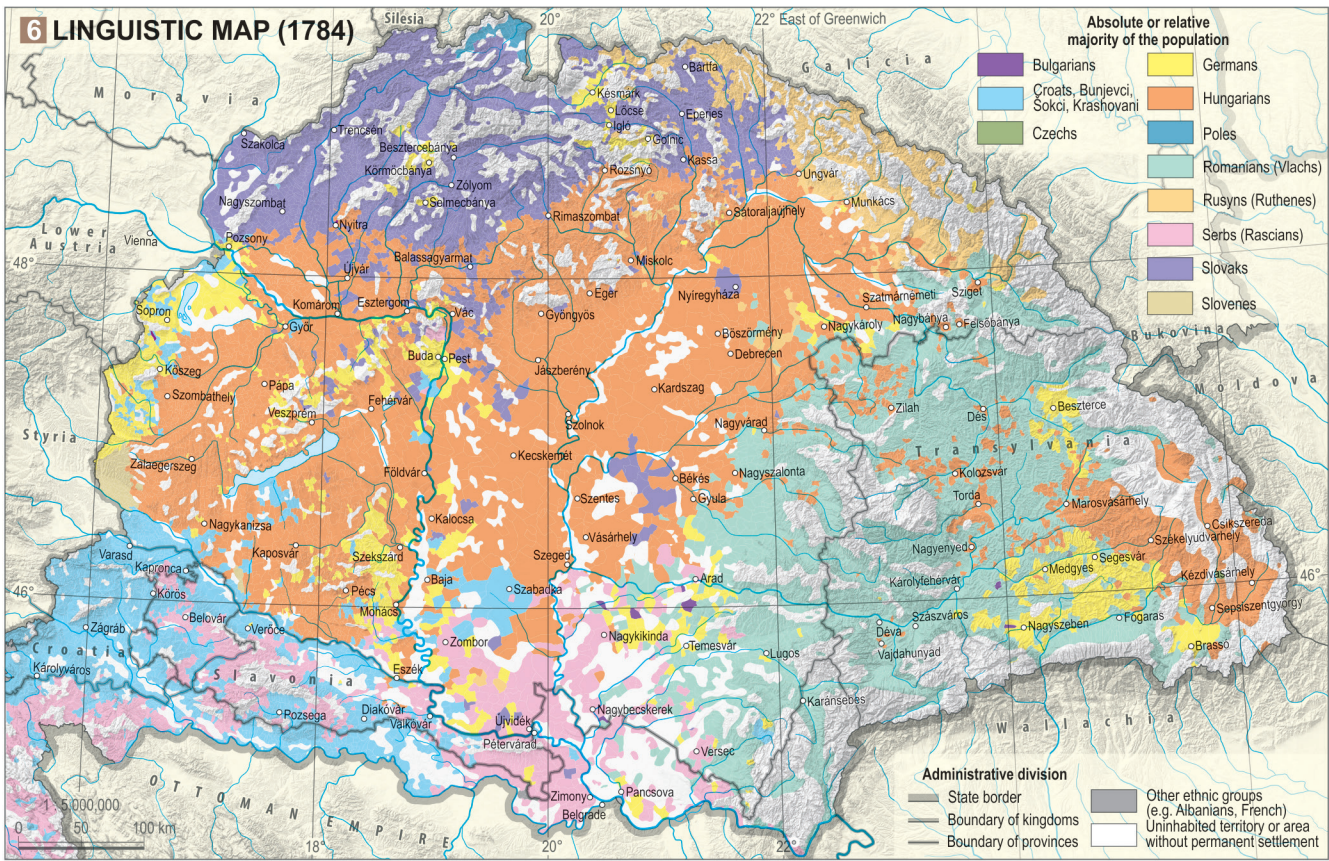 6 LINGUISTIC MAP (1784)
Silesia
20°
22° East of Greenwich
Absolute or relative
majority of the population
Bulgarians
Croats, Bunjevci,
Šokci, Krashovani
Czechs
Germans
Hungarians
Poles
Romanians (Vlachs)
Rusyns (Ruthenes)
Serbs (Rascians)
Slovaks
Slovenes
Galicia
Moravia
Bártfa
Késmárk
Lőcse
Igló
Eperjes
Gölnic
Szakolca
Trencsén
Besztercebánya
Körmöcbánya
Kassa
Rozsnyó
Zólyom
Selmecbánya
Ungvár
Munkács
Nagyszombat
Nyitra
Rimaszombat
Sátoraljaújhely
Lower
Austria
Vienna
Pozsony
48°
Balassagyarmat
Miskolc
Újvár
Nyíregyháza
Eger
Szatmárnémeti
Sziget
Komárom
Esztergom
Vác
Gyöngyös
Sopron
Győr
Nagykároly
Nagybánya
Felsőbánya
Bukovina
Böszörmény
Debrecen
Buda
Pest
Jászberény
Kőszeg
Szombathely
Pápa
Veszprém
Fehérvár
Kardszag
Moldova
Zilah
Dés
Beszterce
Szolnok
Nagyvárad
Styria
Transylvania
Zalaegerszeg
Kecskemét
Földvár
Békés
Gyula
Nagyszalonta
Kolozsvár
Torda
Marosvásárhely
Szentes
Kalocsa
Nagykanizsa
Csíkszereda
Székelyudvarhely
Varasd
Kaposvár
Szekszárd
Vásárhely
Szeged
Nagyenyed
Segesvár
Medgyes
Kapronca
Kőrös
Pécs
Baja
Szabadka
Arad
Károlyfehérvár
Kézdivásárhely
46°
46°
Mohács
Sepsiszentgyörgy
Belovár
Zágráb
Verőce
Zombor
Nagykikinda
Temesvár
Lugos
Szászváros
Déva
Vajdahunyad
Nagyszeben
Fogaras
Brassó
Croatia
Károlyváros
Slavonia
Eszék
Karánsebes
Pozsega
Diakóvár
Valkóvár
Újvidék
Pétervárad
Nagybecskerek
Versec
Wallachia
OTTOMAN EMPIRE
Zimony
Belgrade
Pancsova
1 : 5,000,000
0 50 100 km
18°
20°
22°
Administrative division
State border
Boundary of kingdoms
Boundary of provinces
Other ethnic groups
(e.g. Albanians, French)
Uninhabited territory or area
without permanent settlement